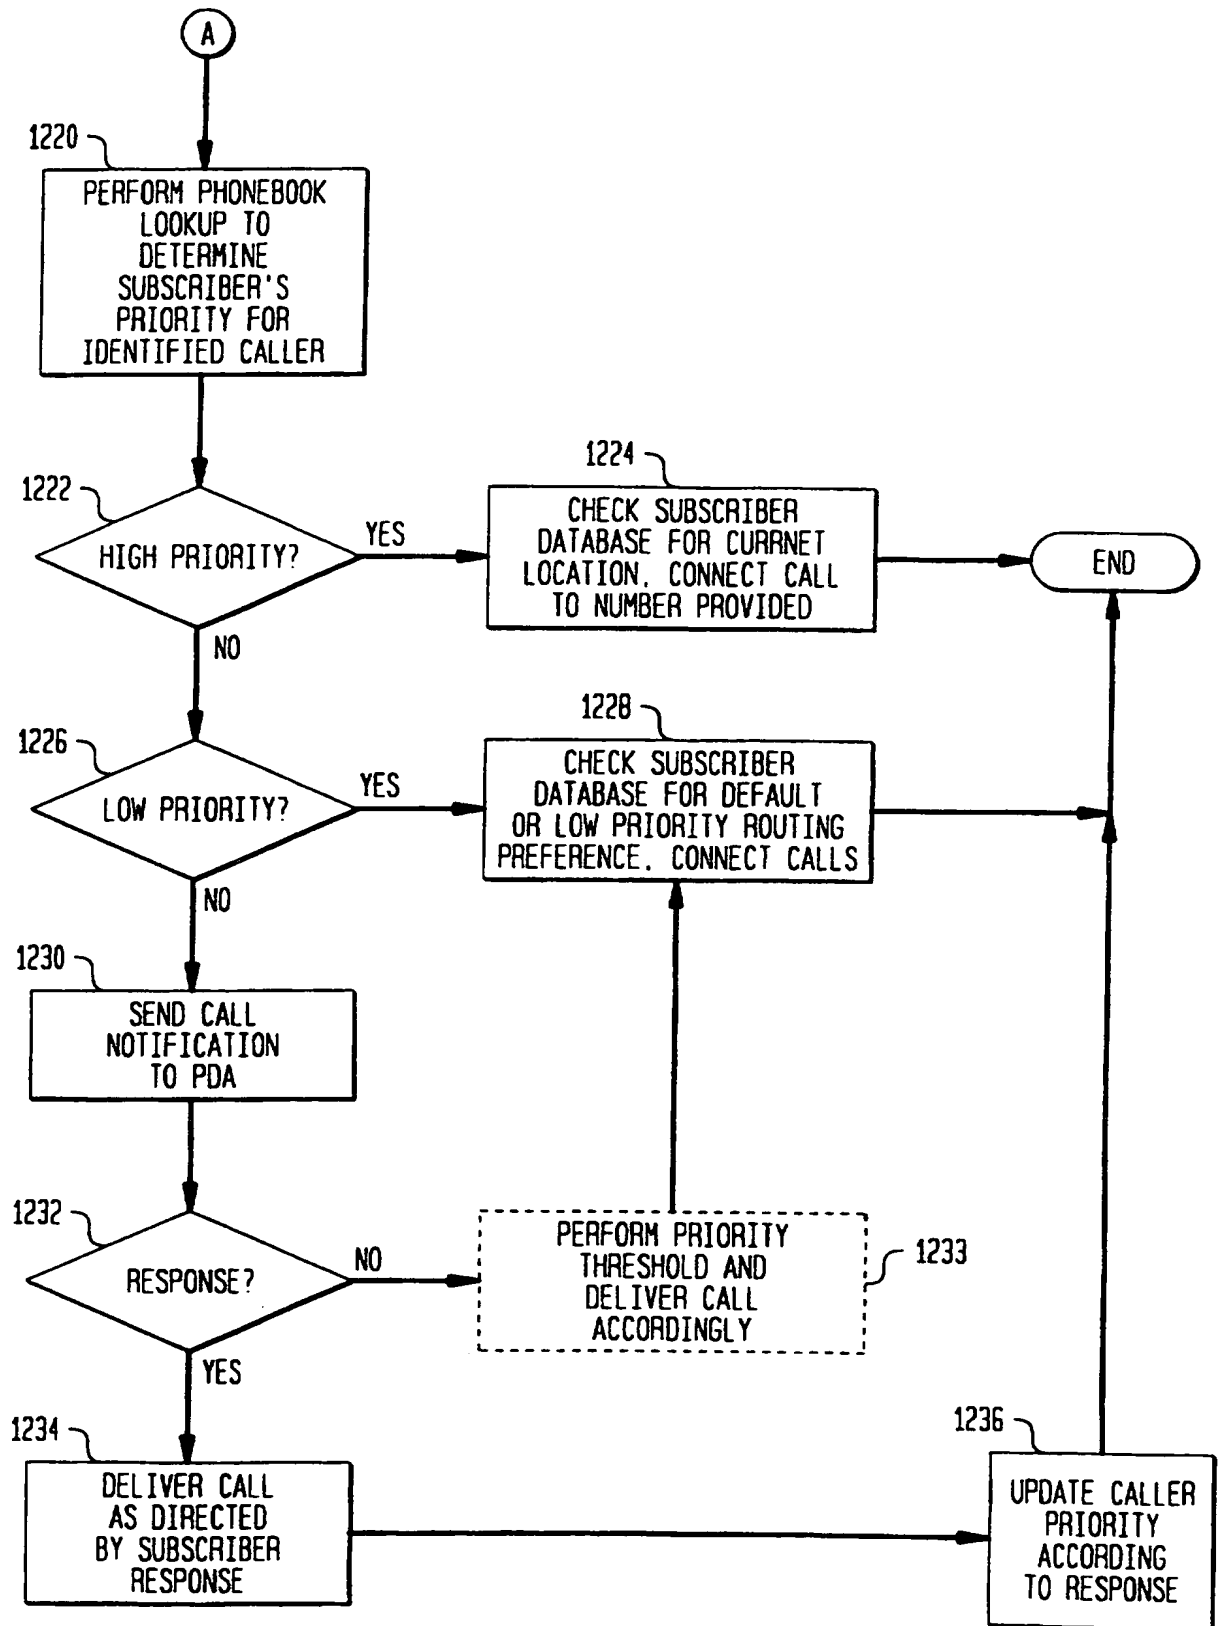 A
1220
PERFORM PHONEBOOK
LOOKUP TO
DETERMINE
SUBSCRIBER'S
PRIORITY FOR
IDENTIFIED CALLER
1222
HIGH PRIORITY?
YES
NO
1224
CHECK SUBSCRIBER
DATABASE FOR CURRNET
LOCATION. CONNECT CALL
TO NUMBER PROVIDED
END
1226
LOW PRIORITY?
YES
NO
1228
CHECK SUBSCRIBER
DATABASE FOR DEFAULT
OR LOW PRIORITY ROUTING
PREFERENCE. CONNECT CALLS
1230
SEND CALL
NOTIFICATION
TO PDA
1232
RESPONSE?
NO
YES
PERFORM PRIORITY
THRESHOLD AND
DELIVER CALL
ACCORDINGLY
1233
1234
DELIVER CALL
AS DIRECTED
BY SUBSCRIBER
RESPONSE
1236
UPDATE CALLER
PRIORITY
ACCORDING
TO RESPONSE